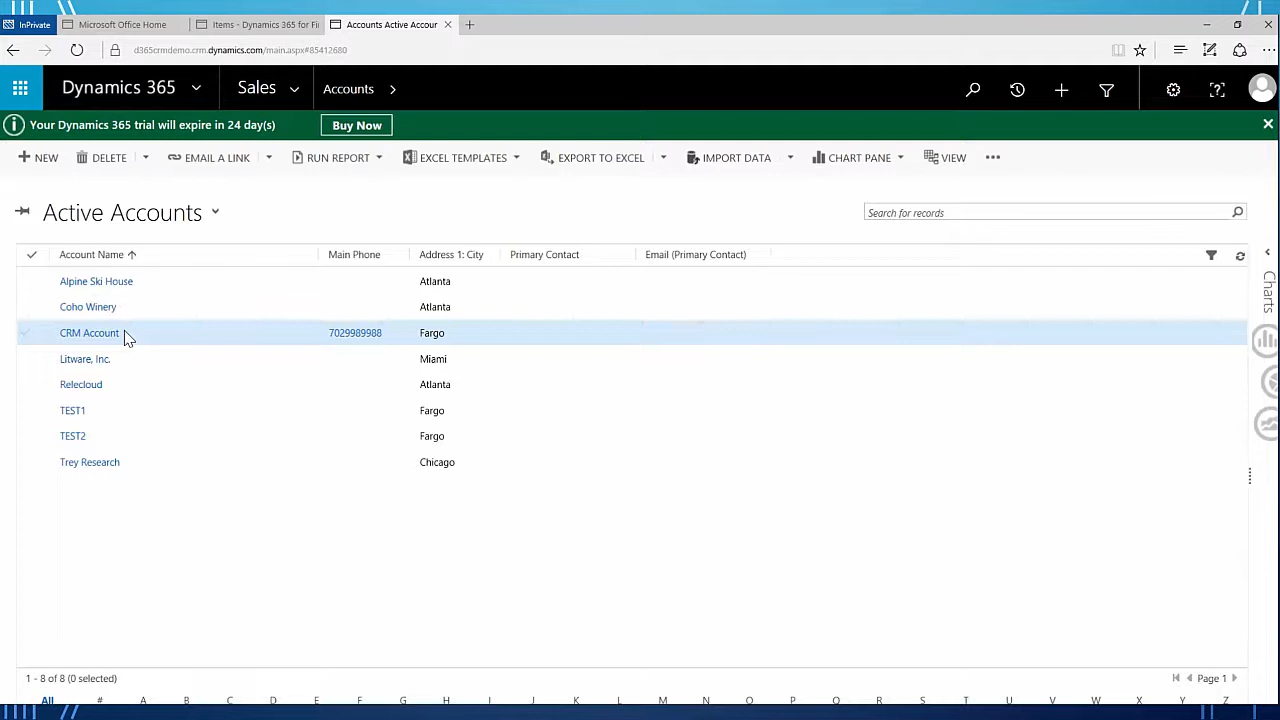 InPrivate Microsoft Office Home Items - Dynamics 365 for Fi Accounts Active Accour
d365crmdemo.crm.dynamics.com/main.aspx#85412680
Dynamics 365 Sales Accounts
Your Dynamics 365 trial will expire in 24 day(s) Buy Now
NEW DELETE EMAIL A LINK RUN REPORT EXCEL TEMPLATES EXPORT TO EXCEL IMPORT DATA CHART PANE VIEW
Active Accounts Search for records
Account Name Main Phone Address 1: City Primary Contact Email (Primary Contact)
Charts
Alpine Ski House Atlanta
Coho Winery Atlanta
CRM Account 7029989988 Fargo
Litware, Inc. Miami
Relecloud Atlanta
TEST1 Fargo
TEST2 Fargo
Trey Research Chicago
1 - 8 of 8 (0 selected) Page 1
All # A B C D E F G H I J K L M N O P Q R S T U V W X Y Z